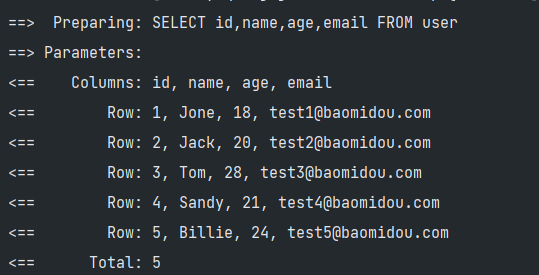 ==>  Preparing: SELECT id,name,age,email FROM user
==> Parameters:
<==    Columns: id, name, age, email
<==        Row: 1, Jone, 18, test1@baomidou.com
<==        Row: 2, Jack, 20, test2@baomidou.com
<==        Row: 3, Tom, 28, test3@baomidou.com
<==        Row: 4, Sandy, 21, test4@baomidou.com
<==        Row: 5, Billie, 24, test5@baomidou.com
<==      Total: 5